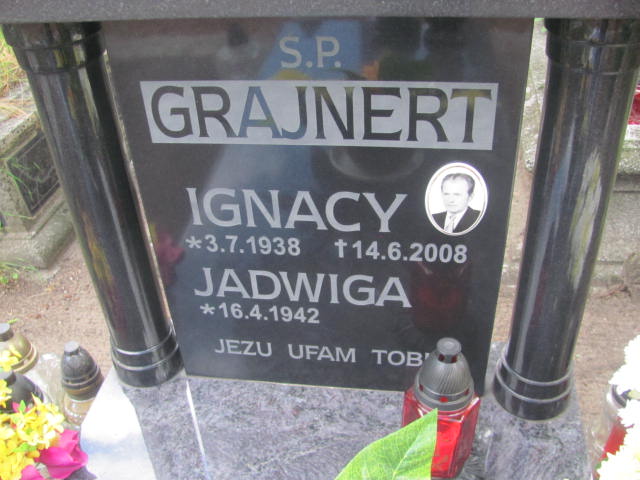 S.P.
GRAJNERT
IGNACY
*3.7.1938 †14.6.2008
JADWIGA
*16.4.1942
JEZU UFAM